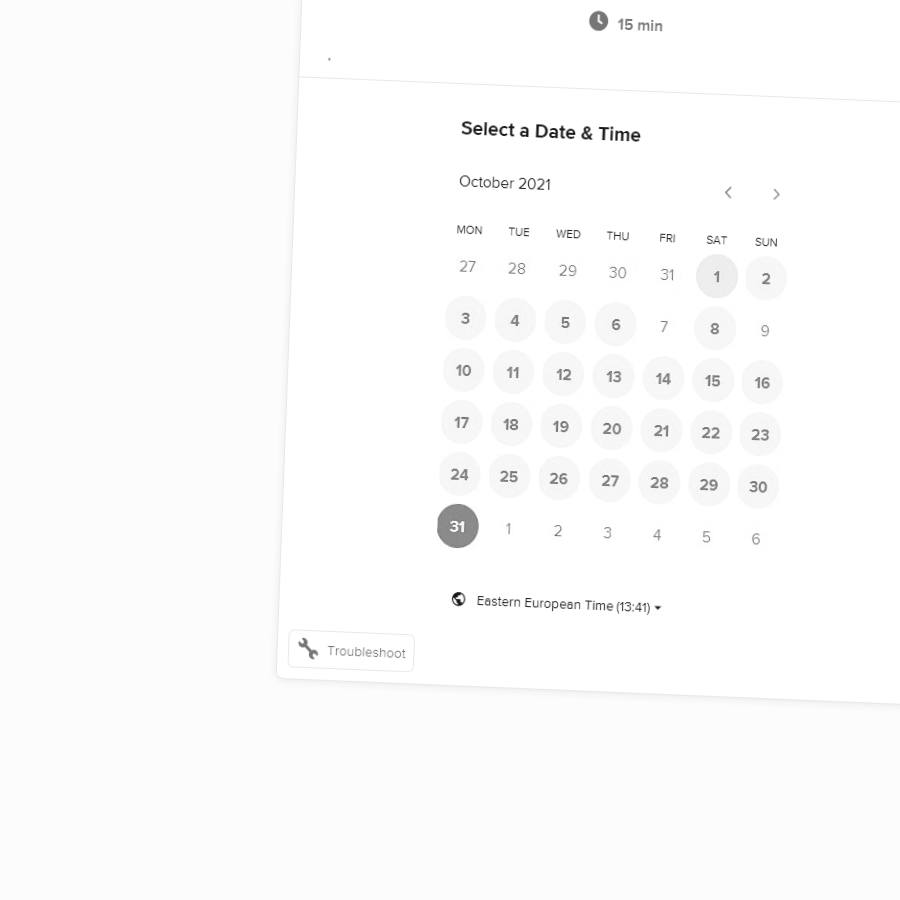 15 min
.
Select a Date & Time
October 2021
MON TUE WED THU FRI SAT SUN
27 28 29 30 31 1 2
3 4 5 6 7 8 9
10 11 12 13 14 15 16
17 18 19 20 21 22 23
24 25 26 27 28 29 30
31 1 2 3 4 5 6
Eastern European Time (13:41)
Troubleshoot